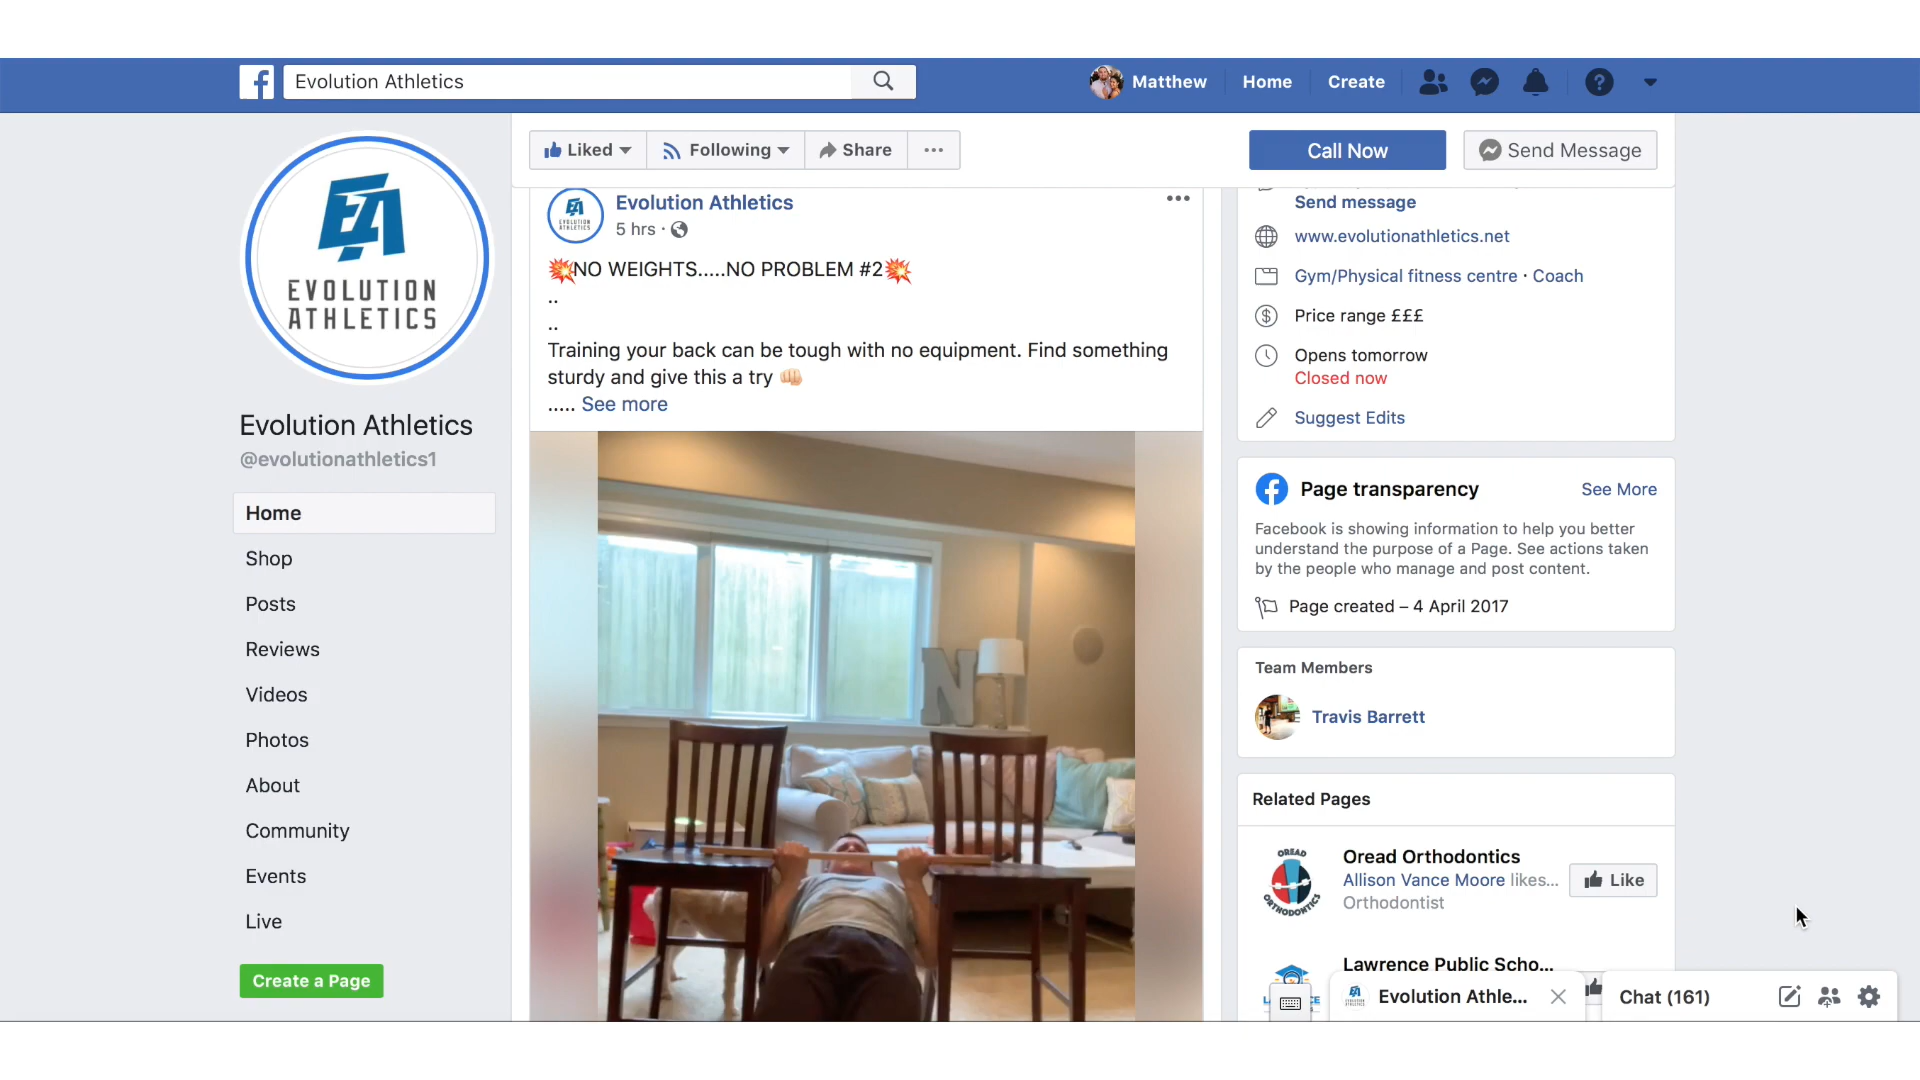 Evolution Athletics
Matthew
Home
Create
Liked
Following
Share
Call Now
Send Message
EVOLUTION
ATHLETICS
Evolution Athletics
@evolutionathletics1
Home
Shop
Posts
Reviews
Videos
Photos
About
Community
Events
Live
Create a Page
EVOLUTION
ATHLETICS
Evolution Athletics
5 hrs ·
💥NO WEIGHTS.....NO PROBLEM #2💥
..
..
Training your back can be tough with no equipment. Find something
sturdy and give this a try 👊🏻
..... See more
N
Send message
www.evolutionathletics.net
Gym/Physical fitness centre · Coach
Price range £££
Opens tomorrow
Closed now
Suggest Edits
Page transparency
See More
Facebook is showing information to help you better
understand the purpose of a Page. See actions taken
by the people who manage and post content.
Page created – 4 April 2017
Team Members
Travis Barrett
Related Pages
OREAD
ORTHODONTICS
Oread Orthodontics
Allison Vance Moore likes...
Orthodontist
Like
Lawrence Public Scho...
Evolution Athle...
Chat (161)